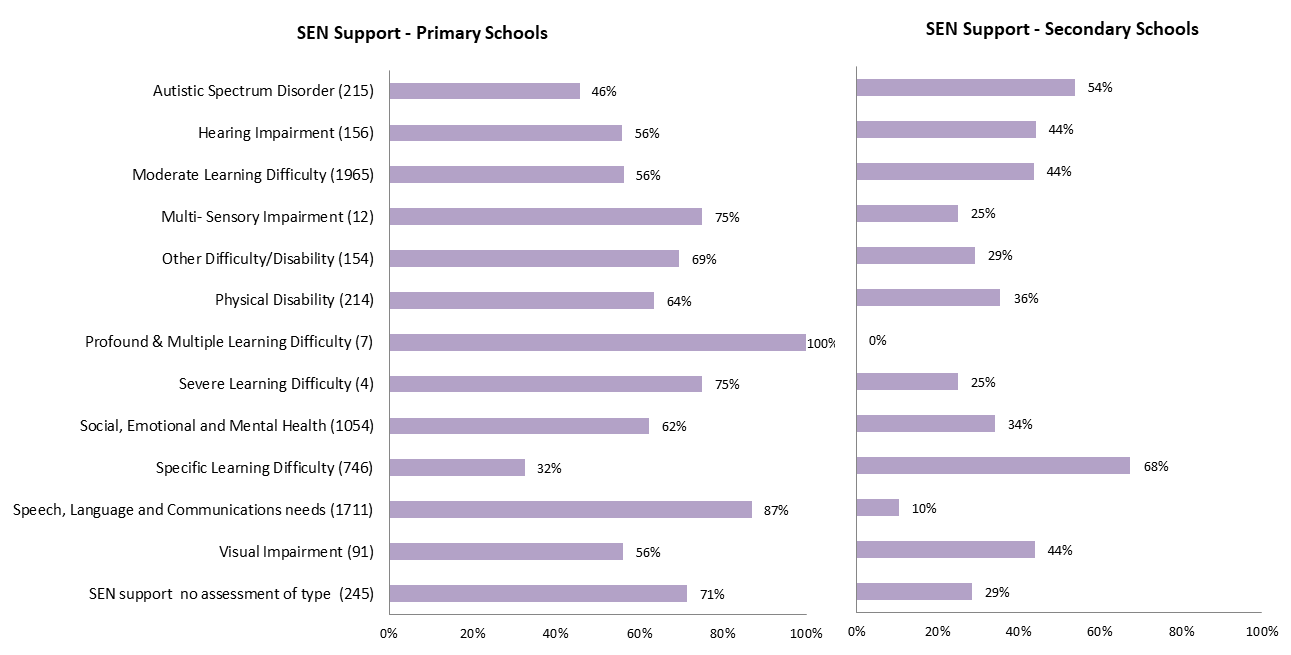 SEN Support - Primary Schools
SEN Support - Secondary Schools
Autistic Spectrum Disorder (215) 46% 54%
Hearing Impairment (156) 56% 44%
Moderate Learning Difficulty (1965) 56% 44%
Multi- Sensory Impairment (12) 75% 25%
Other Difficulty/Disability (154) 69% 29%
Physical Disability (214) 64% 36%
Profound & Multiple Learning Difficulty (7) 100% 0%
Severe Learning Difficulty (4) 75% 25%
Social, Emotional and Mental Health (1054) 62% 34%
Specific Learning Difficulty (746) 32% 68%
Speech, Language and Communications needs (1711) 87% 10%
Visual Impairment (91) 56% 44%
SEN support  no assessment of type  (245) 71% 29%
0% 20% 40% 60% 80% 100%
0% 20% 40% 60% 80% 100%